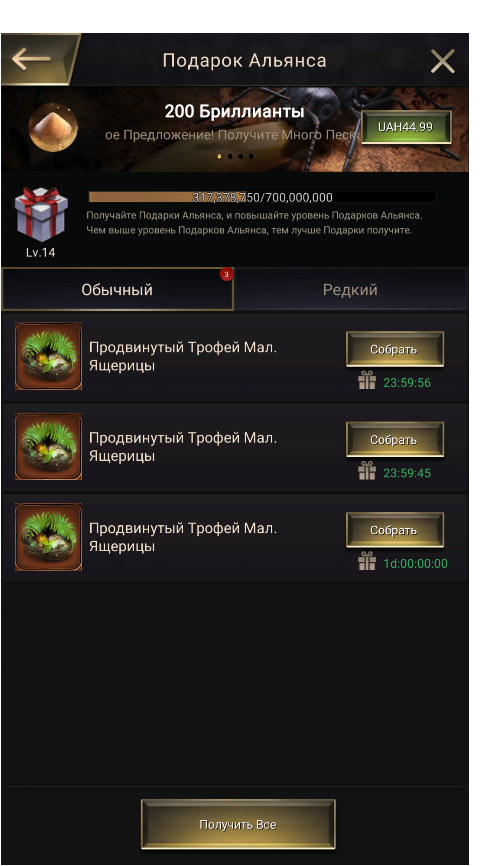 Подарок Альянса
200 Бриллианты
ое Предложение! Получите Много Песк
UAH44.99
317,378,750/700,000,000
Получайте Подарки Альянса, и повышайте уровень Подарков Альянса.
Чем выше уровень Подарков Альянса, тем лучше Подарки получите.
Lv.14
Обычный
3
Редкий
Продвинутый Трофей Мал.
Ящерицы
Собрать
23:59:56
Продвинутый Трофей Мал.
Ящерицы
Собрать
23:59:45
Продвинутый Трофей Мал.
Ящерицы
Собрать
1d:00:00:00
Получить Все